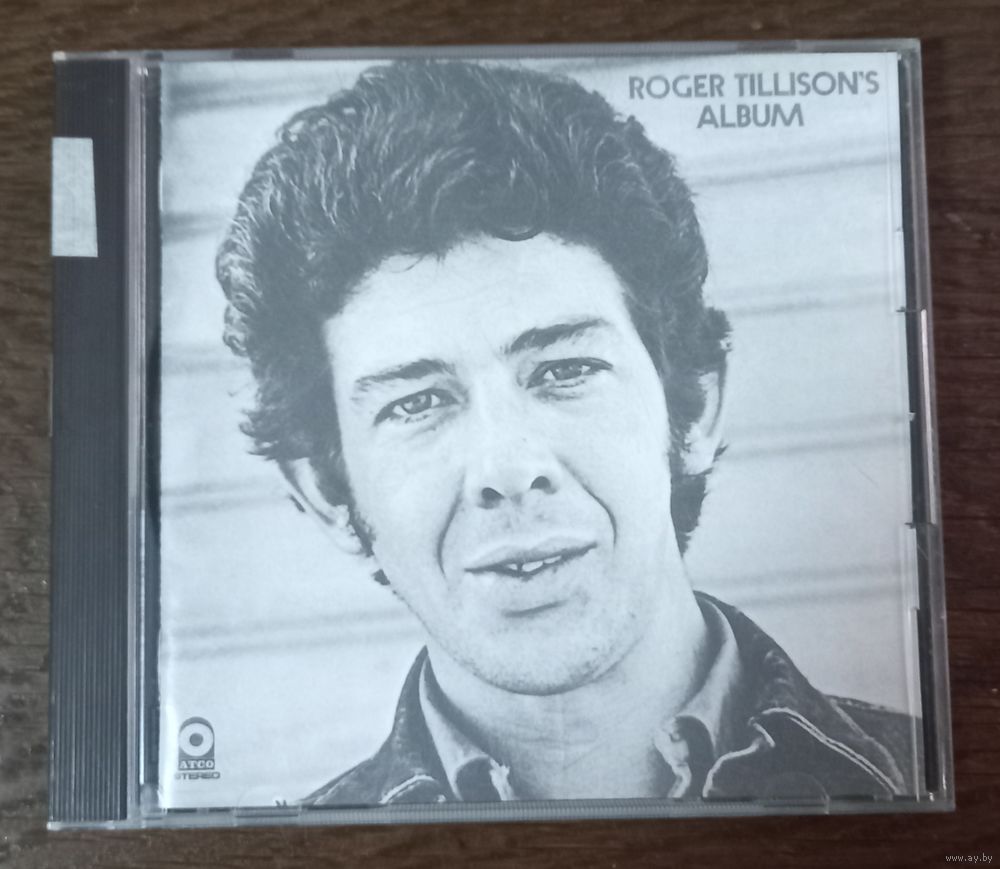 ROGER TILLISON'S
ALBUM
ATCO
STEREO
www.ay.by